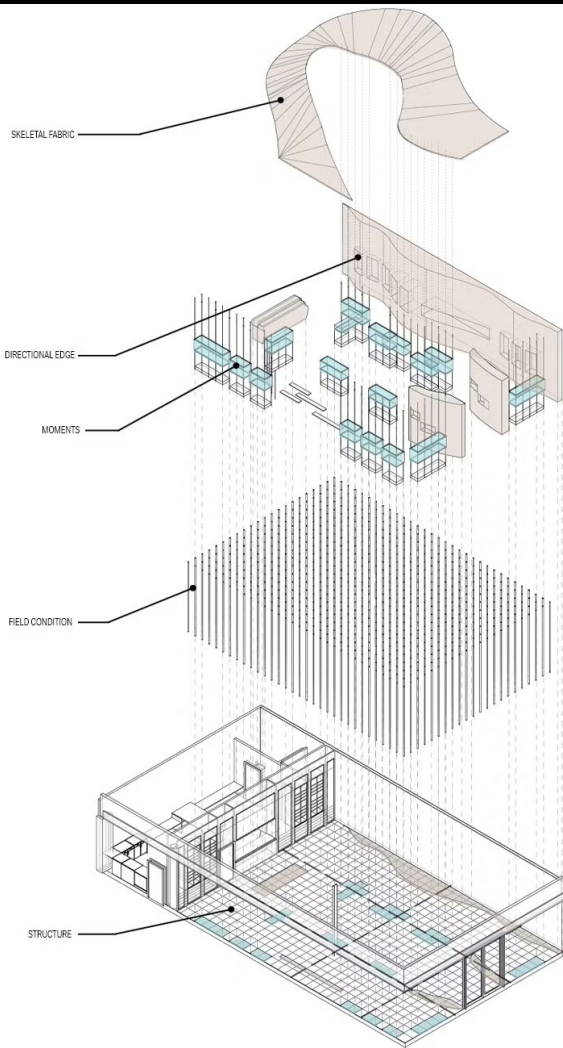 SKELETAL FABRIC
DIRECTIONAL EDGE
MOMENTS
FIELD CONDITION
STRUCTURE